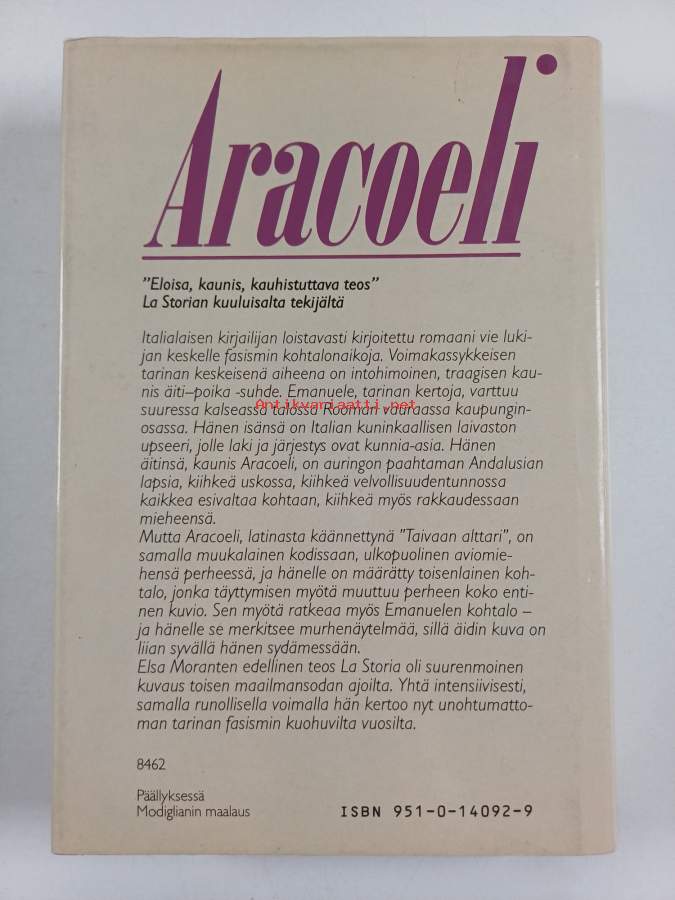 Aracoeli
"Eloisa, kaunis, kauhistuttava teos"
La Storian kuuluisalta tekijältä
Italialaisen kirjailijan loistavasti kirjoitettu romaani vie luki-
jan keskelle fasismin kohtalonaikoja. Voimakassykkeisen
tarinan keskeisenä aiheena on intohimoinen, traagisen kau-
nis äiti–poika -suhde. Emanuele, tarinan kertoja, varttuu
suuressa kalseassa talossa Rooman vauraassa kaupungin-
Antikvariaatti.net
osassa. Hänen isänsä on Italian kuninkaallisen laivaston
upseeri, jolle laki ja järjestys ovat kunnia-asia. Hänen
äitinsä, kaunis Aracoeli, on auringon paahtaman Andalusian
lapsia, kiihkeä uskossa, kiihkeä velvollisuudentunnossa
kaikkea esivaltaa kohtaan, kiihkeä myös rakkaudessaan
mieheensä.
Mutta Aracoeli, latinasta käännettynä "Taivaan alttari", on
samalla muukalainen kodissaan, ulkopuolinen aviomie-
hensä perheessä, ja hänelle on määrätty toisenlainen koh-
talo, jonka täyttymisen myötä muuttuu perheen koko enti-
nen kuvio. Sen myötä ratkeaa myös Emanuelen kohtalo –
ja hänelle se merkitsee murhenäytelmää, sillä äidin kuva on
liian syvällä hänen sydämessään.
Elsa Moranten edellinen teos La Storia oli suurenmoinen
kuvaus toisen maailmansodan ajoilta. Yhtä intensiivisesti,
samalla runollisella voimalla hän kertoo nyt unohtumatto-
man tarinan fasismin kuohuvilta vuosilta.
8462
Päällyksessä
Modiglianin maalaus
ISBN 951-0-14092-9